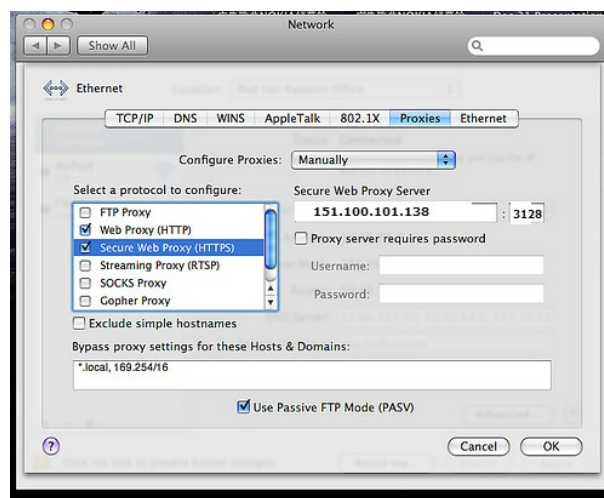 Network
Show All
Ethernet
TCP/IP DNS WINS AppleTalk 802.1X Proxies Ethernet
Configure Proxies: Manually
Select a protocol to configure:
FTP Proxy
Web Proxy (HTTP)
Secure Web Proxy (HTTPS)
Streaming Proxy (RTSP)
SOCKS Proxy
Gopher Proxy
Secure Web Proxy Server
151.100.101.138 : 3128
Proxy server requires password
Username:
Password:
Exclude simple hostnames
Bypass proxy settings for these Hosts & Domains:
*.local, 169.254/16
Use Passive FTP Mode (PASV)
? Cancel OK